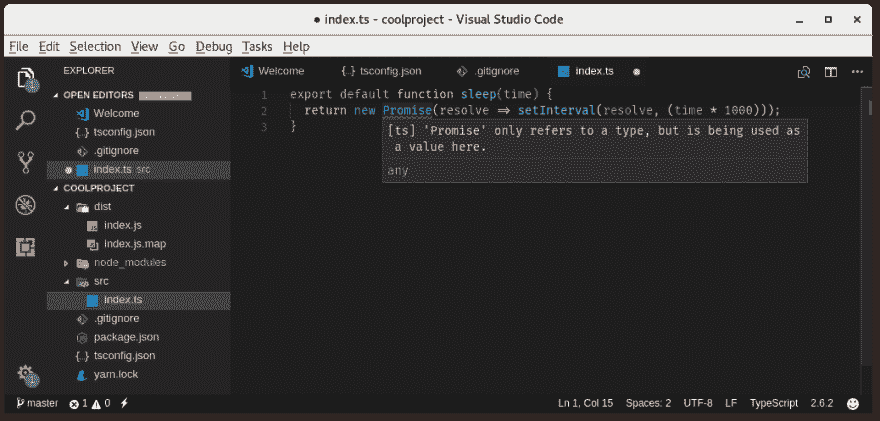 ● index.ts - coolproject - Visual Studio Code
File Edit Selection View Go Debug Tasks Help
EXPLORER
OPEN EDITORS
Welcome
{..} tsconfig.json
.gitignore
index.ts src
COOLPROJECT
dist
index.js
index.js.map
node_modules
src
index.ts
.gitignore
package.json
{..} tsconfig.json
yarn.lock
Welcome {..} tsconfig.json .gitignore index.ts
1 export default function sleep(time) {
2 return new Promise(resolve => setInterval(resolve, (time * 1000)));
3 }
[ts] 'Promise' only refers to a type, but is being used as
a value here.
any
master 1 0 Ln 1, Col 15 Spaces: 2 UTF-8 LF TypeScript 2.6.2